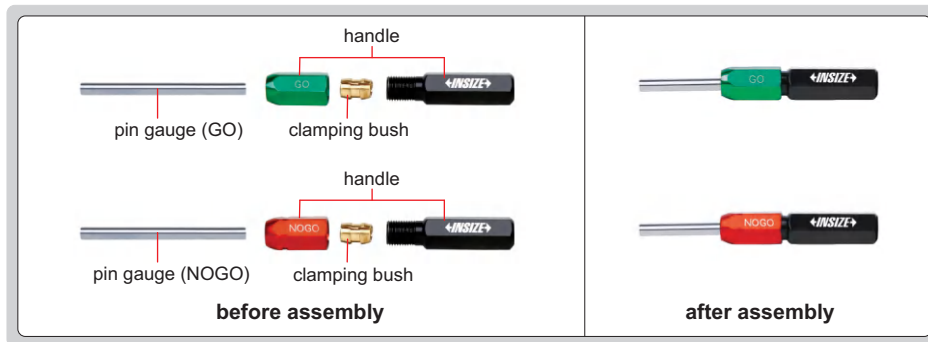 handle
GO
INSIZE
pin gauge (GO)
clamping bush
handle
NOGO
INSIZE
pin gauge (NOGO)
clamping bush
before assembly
GO
INSIZE
NOGO
INSIZE
after assembly